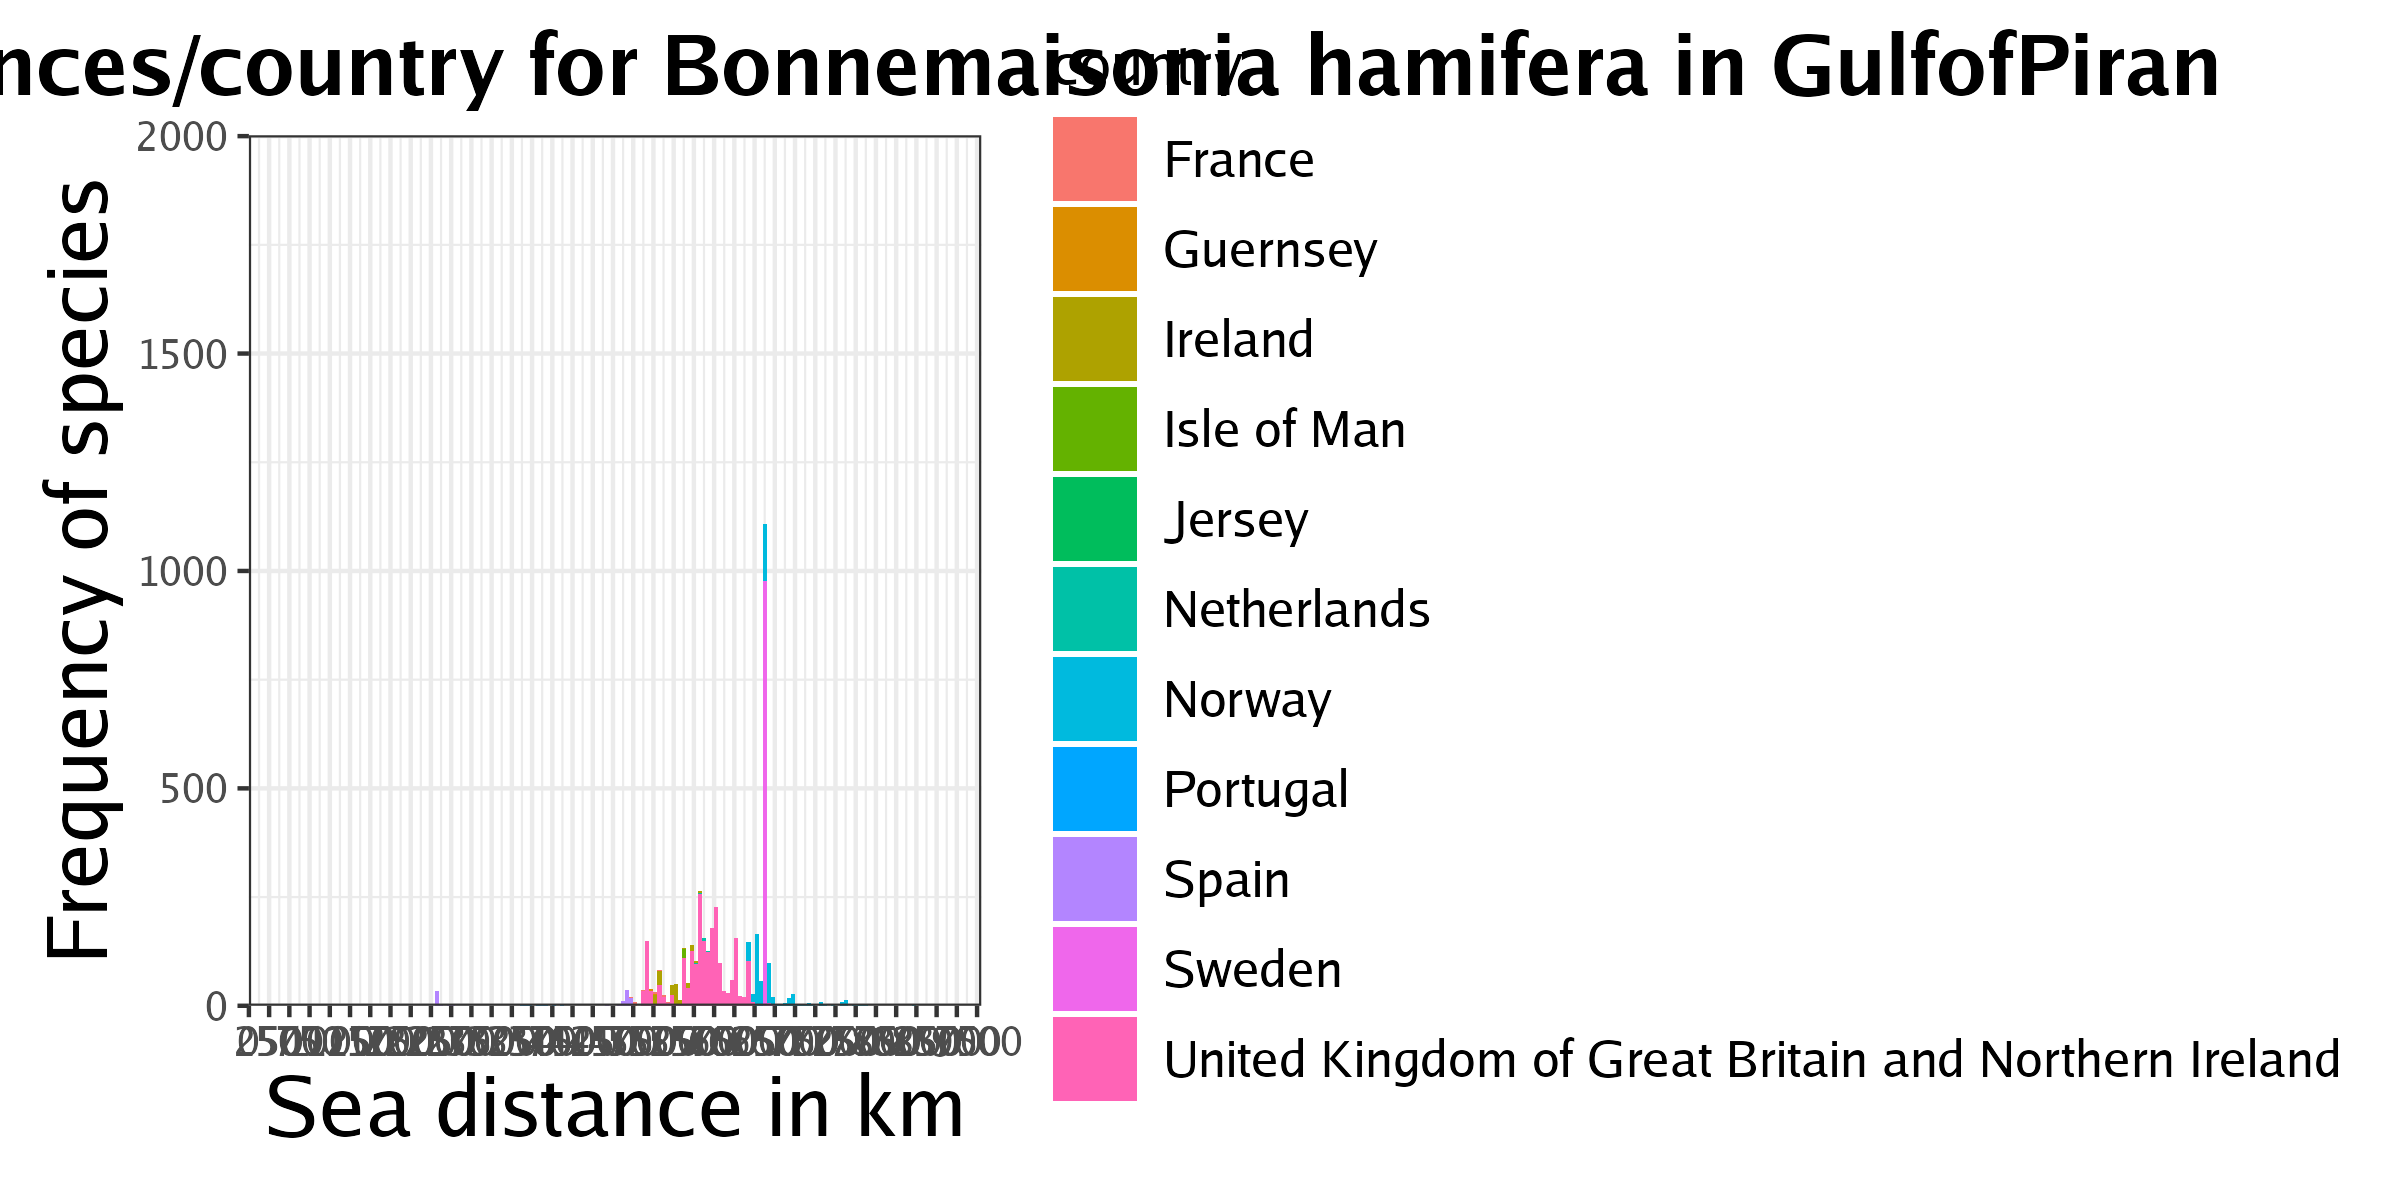 nces/country for Bonnemaisonia hamifera in GulfofPiran
country
France
Guernsey
Ireland
Isle of Man
Jersey
Netherlands
Norway
Portugal
Spain
Sweden
United Kingdom of Great Britain and Northern Ireland
Frequency of species
2000
1500
1000
500
0
Sea distance in km